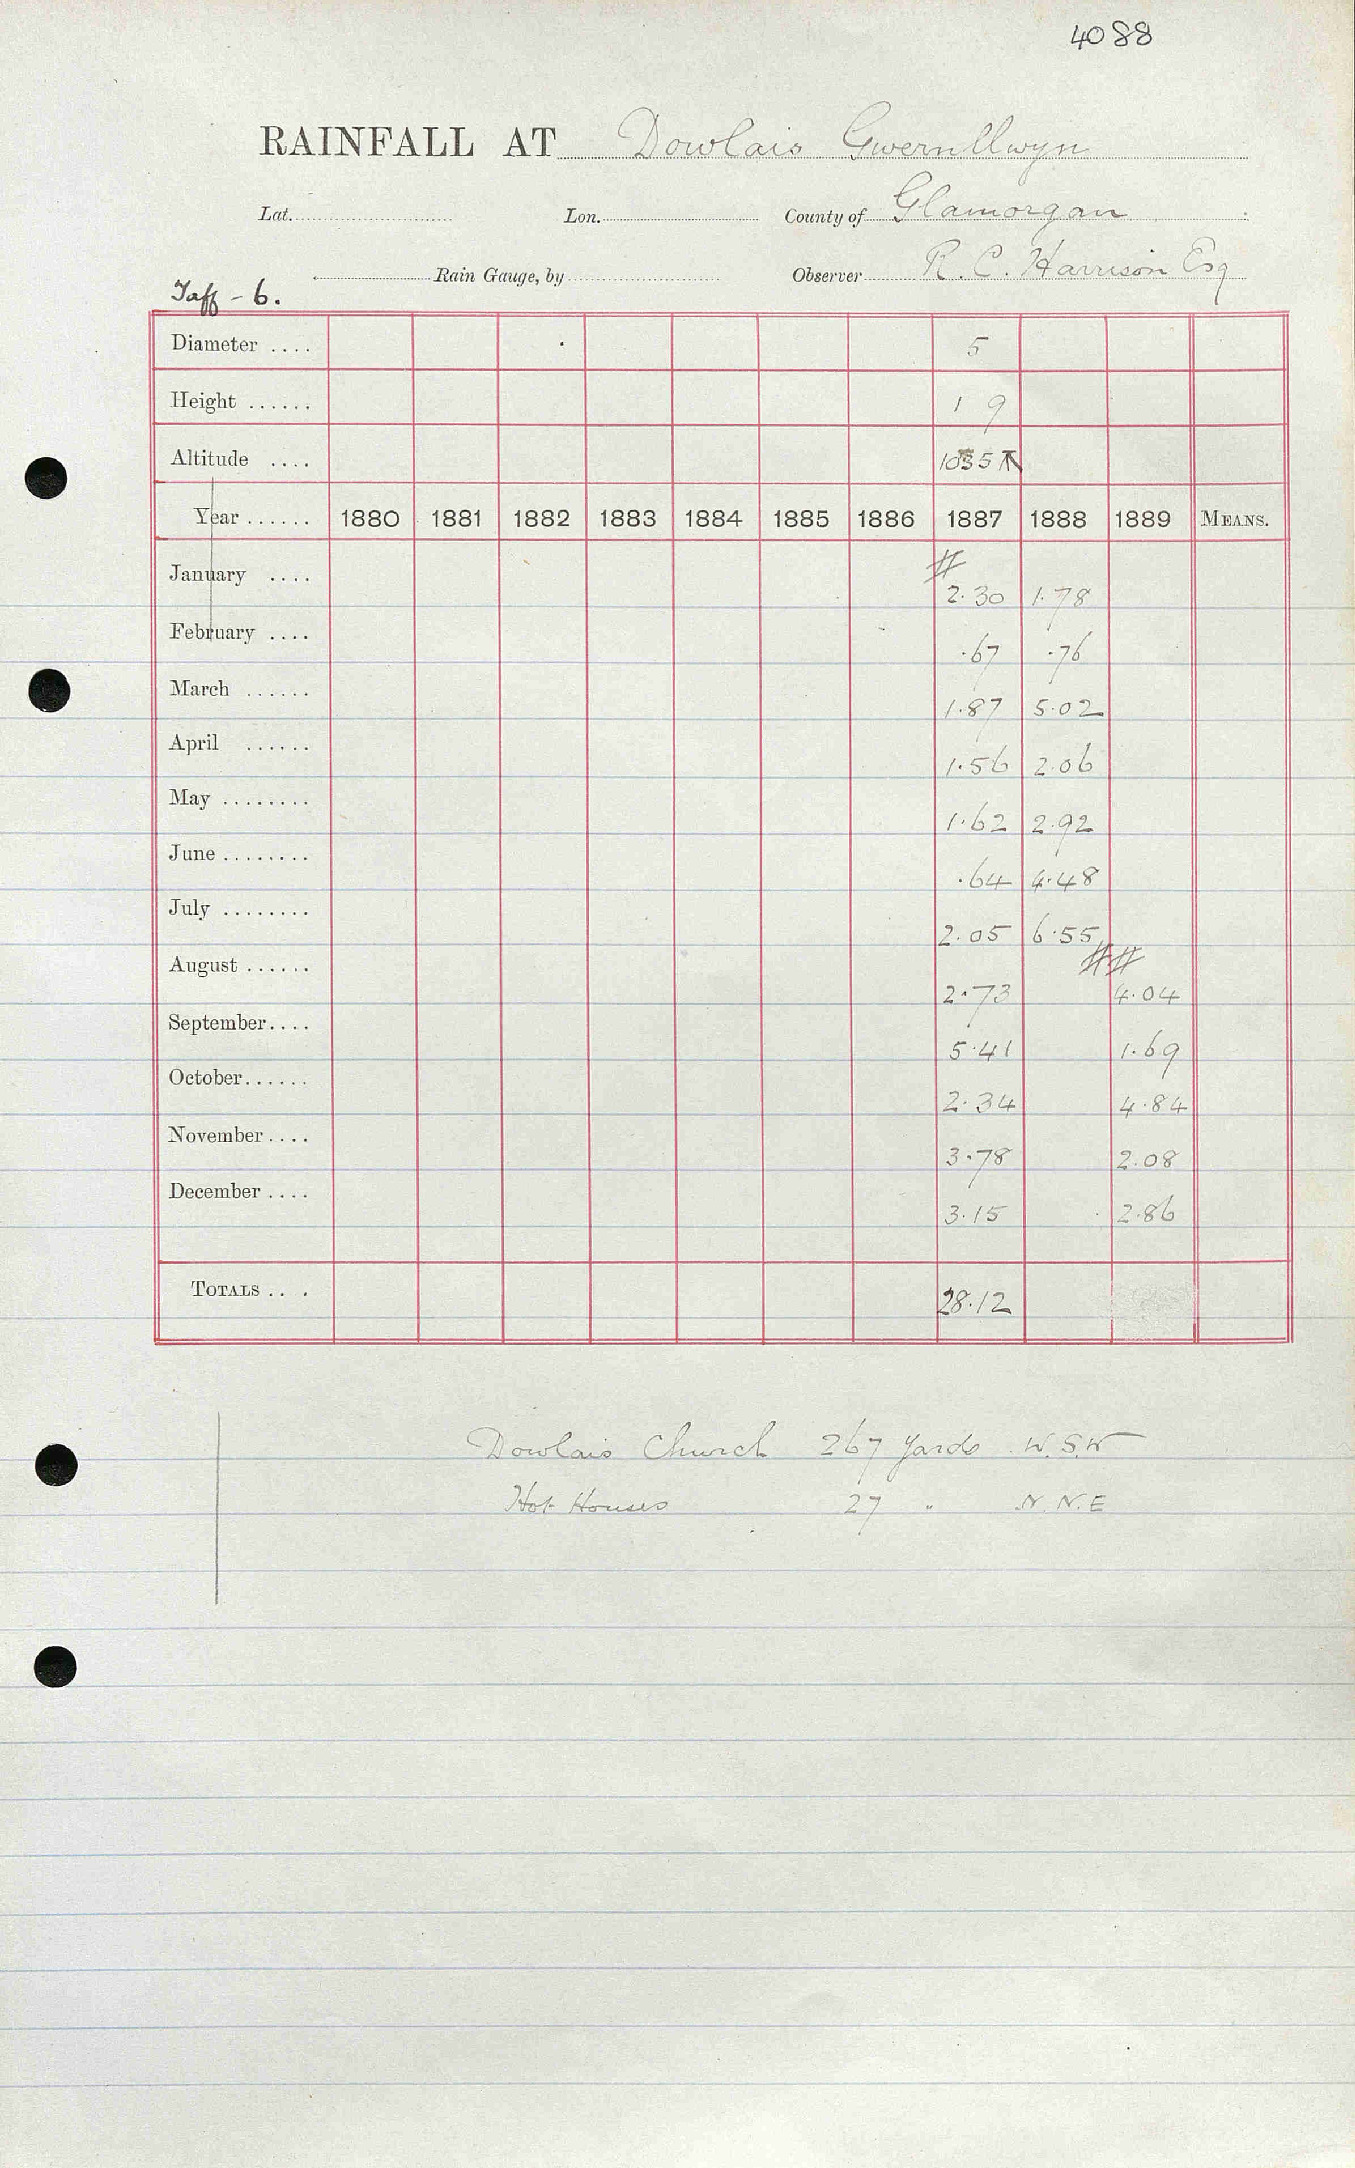 4088
RAINFALL AT Dowlais Gwernllwyn
Lat. Lon. County of Glamorgan
Rain Gauge, by Observer R. C. Harrison Esq
Taff - 6.
Diameter .... 5
Height ...... 1 9
Altitude .... 1035 T
Year ...... 1880 1881 1882 1883 1884 1885 1886 1887 1888 1889 MEANS.
January .... # 2.30 1.78
February .... .67 .76
March ...... 1.87 5.02
April ...... 1.56 2.06
May ........ 1.62 2.92
June ........ .64 4.48
July ........ 2.05 6.55
August ...... 2.73 ## 4.04
September.... 5.41 1.69
October...... 2.34 4.84
November.... 3.78 2.08
December .... 3.15 2.86
TOTALS .. . 28.12
Dowlais Church 267 yards W.S.W
Hot Houses 27 " N.N.E